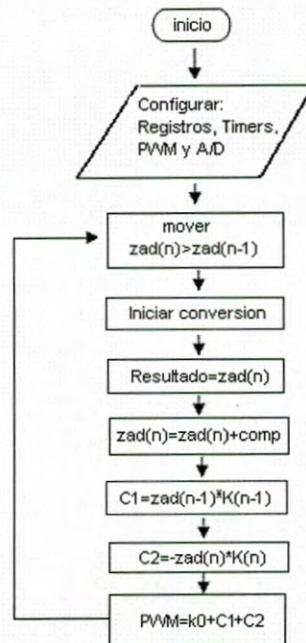 inicio
Configurar:
Registros, Timers,
PWM y A/D
mover
zad(n)>zad(n-1)
Iniciar conversion
Resultado=zad(n)
zad(n)=zad(n)+comp
C1=zad(n-1)*K(n-1)
C2=-zad(n)*K(n)
PWM=k0+C1+C2